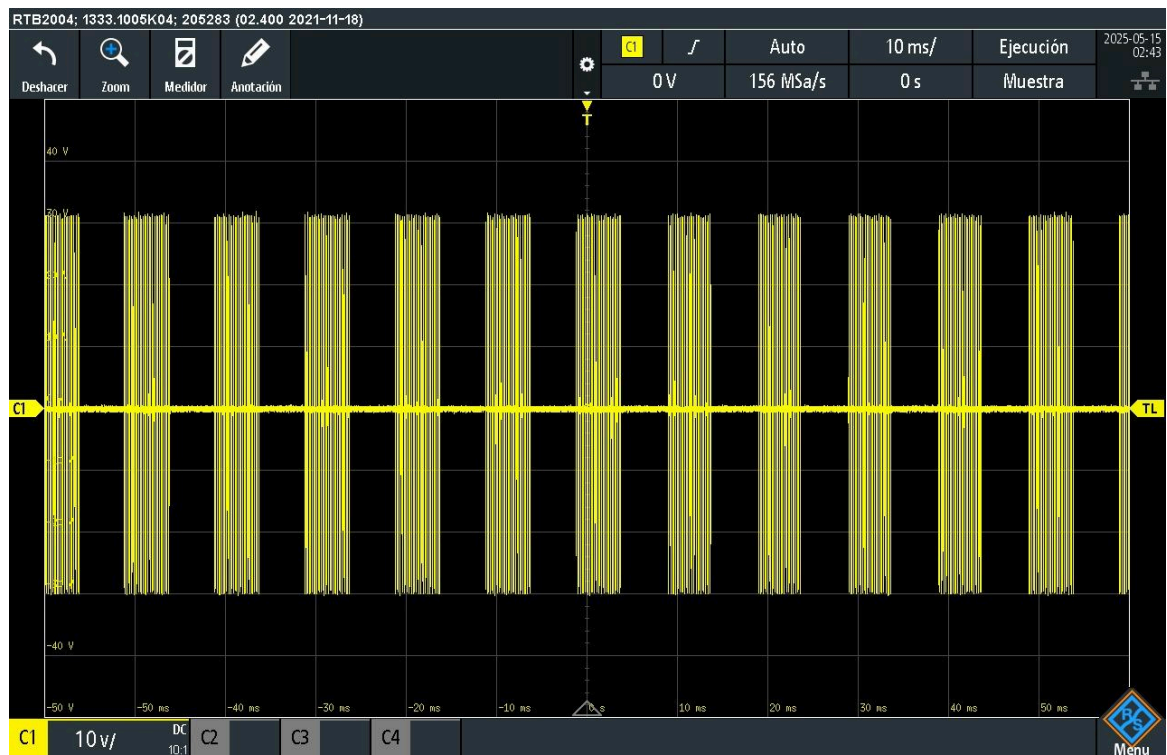 RTB2004; 1333.1005K04; 205283 (02.400 2021-11-18)
Deshacer
Zoom
Medidor
Anotación
C1
Auto
10 ms/
Ejecución
0 V
156 MSa/s
0 s
Muestra
2025-05-15
02:43
T
40 V
C1
TL
-40 V
-50 V
-50 ms
-40 ms
-30 ms
-20 ms
-10 ms
0 s
10 ms
20 ms
30 ms
40 ms
50 ms
C1
10 V/
DC
10:1
C2
C3
C4
Menu